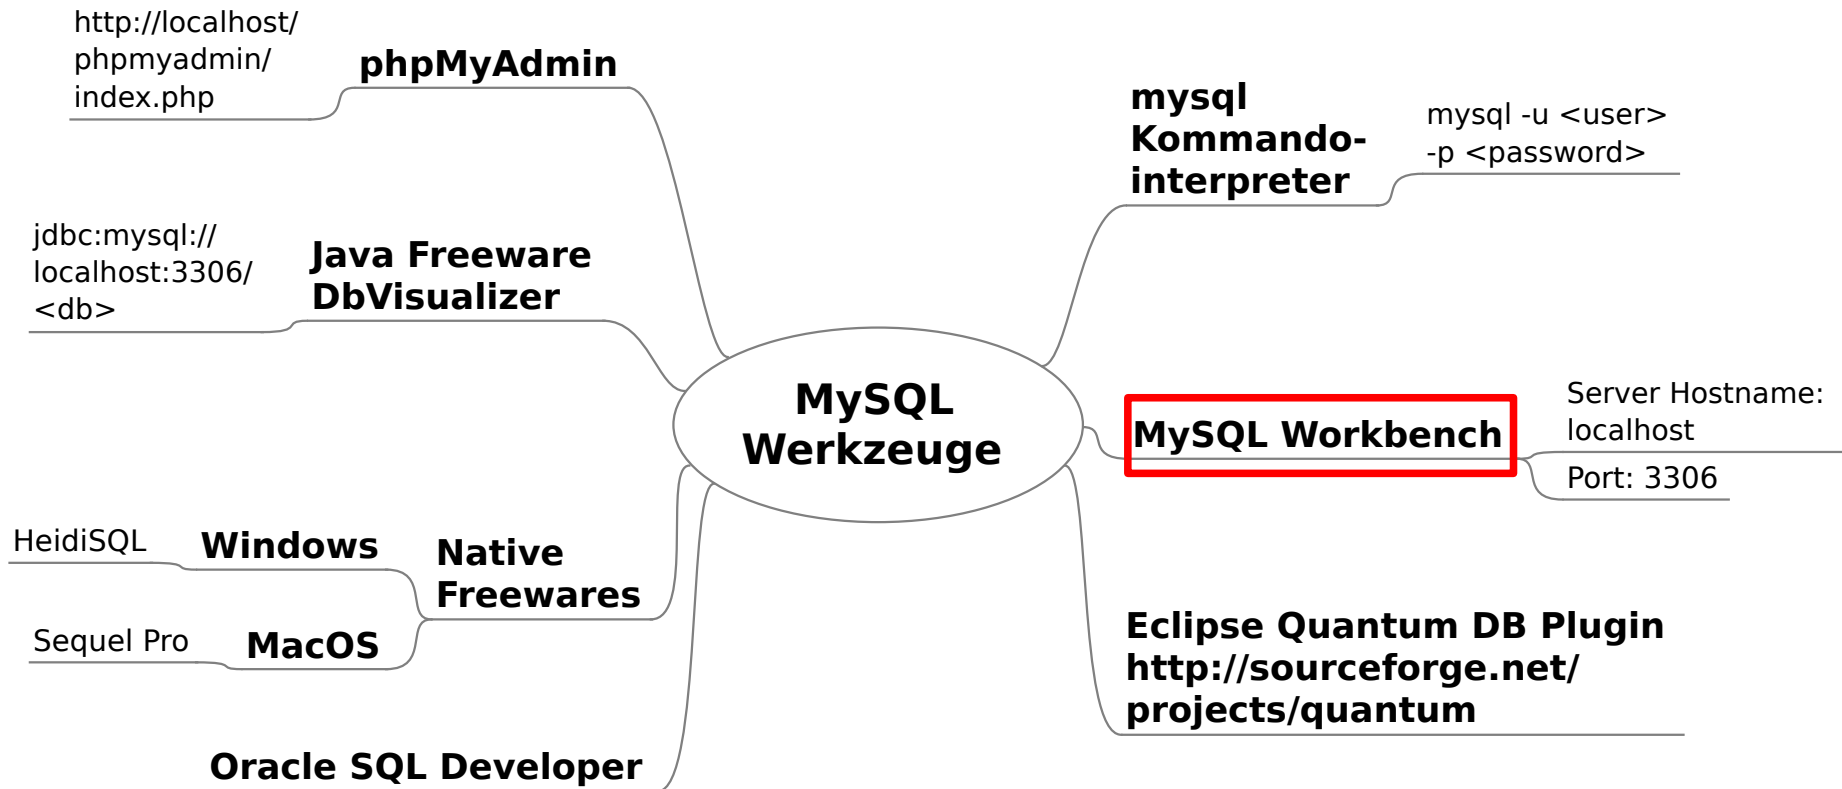 http://localhost/
phpmyadmin/
index.php
phpMyAdmin
jdbc:mysql://
localhost:3306/
<db>
Java Freeware
DbVisualizer
MySQL
Werkzeuge
HeidiSQL
Windows
Native
Freewares
Sequel Pro
MacOS
Oracle SQL Developer
mysql
Kommando-
interpreter
mysql -u <user>
-p <password>
MySQL Workbench
Server Hostname:
localhost
Port: 3306
Eclipse Quantum DB Plugin
http://sourceforge.net/
projects/quantum